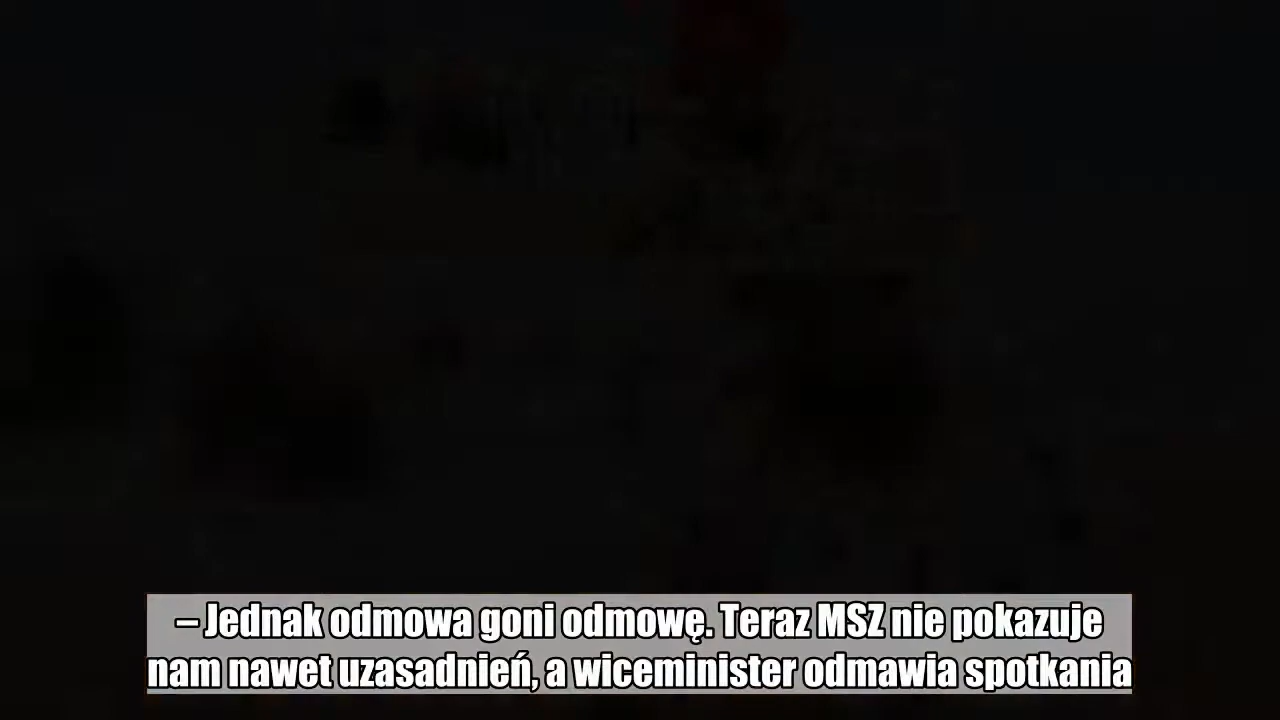 – Jednak odmowa goni odmowę. Teraz MSZ nie pokazuje
nam nawet uzasadnień, a wiceminister odmawia spotkania